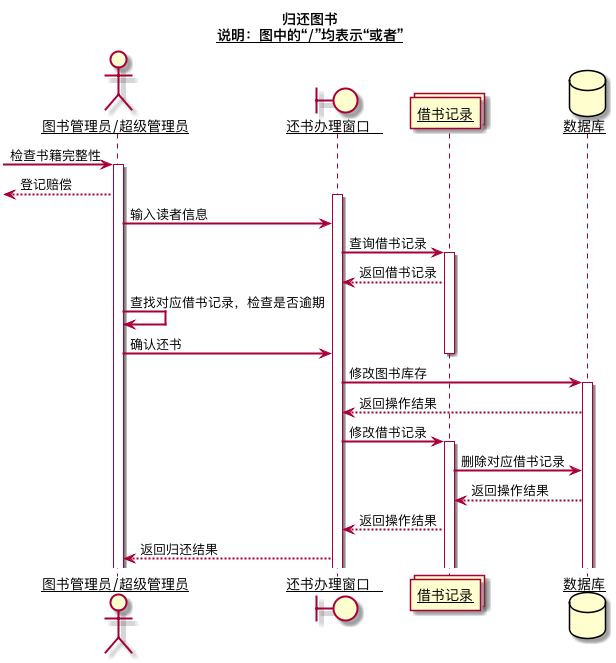 归还图书
说明：图中的“/”均表示“或者”
图书管理员/超级管理员
还书办理窗口
借书记录
数据库
检查书籍完整性
登记赔偿
输入读者信息
查询借书记录
返回借书记录
查找对应借书记录，检查是否逾期
确认还书
修改图书库存
返回操作结果
修改借书记录
删除对应借书记录
返回操作结果
返回操作结果
返回归还结果
图书管理员/超级管理员
还书办理窗口
借书记录
数据库